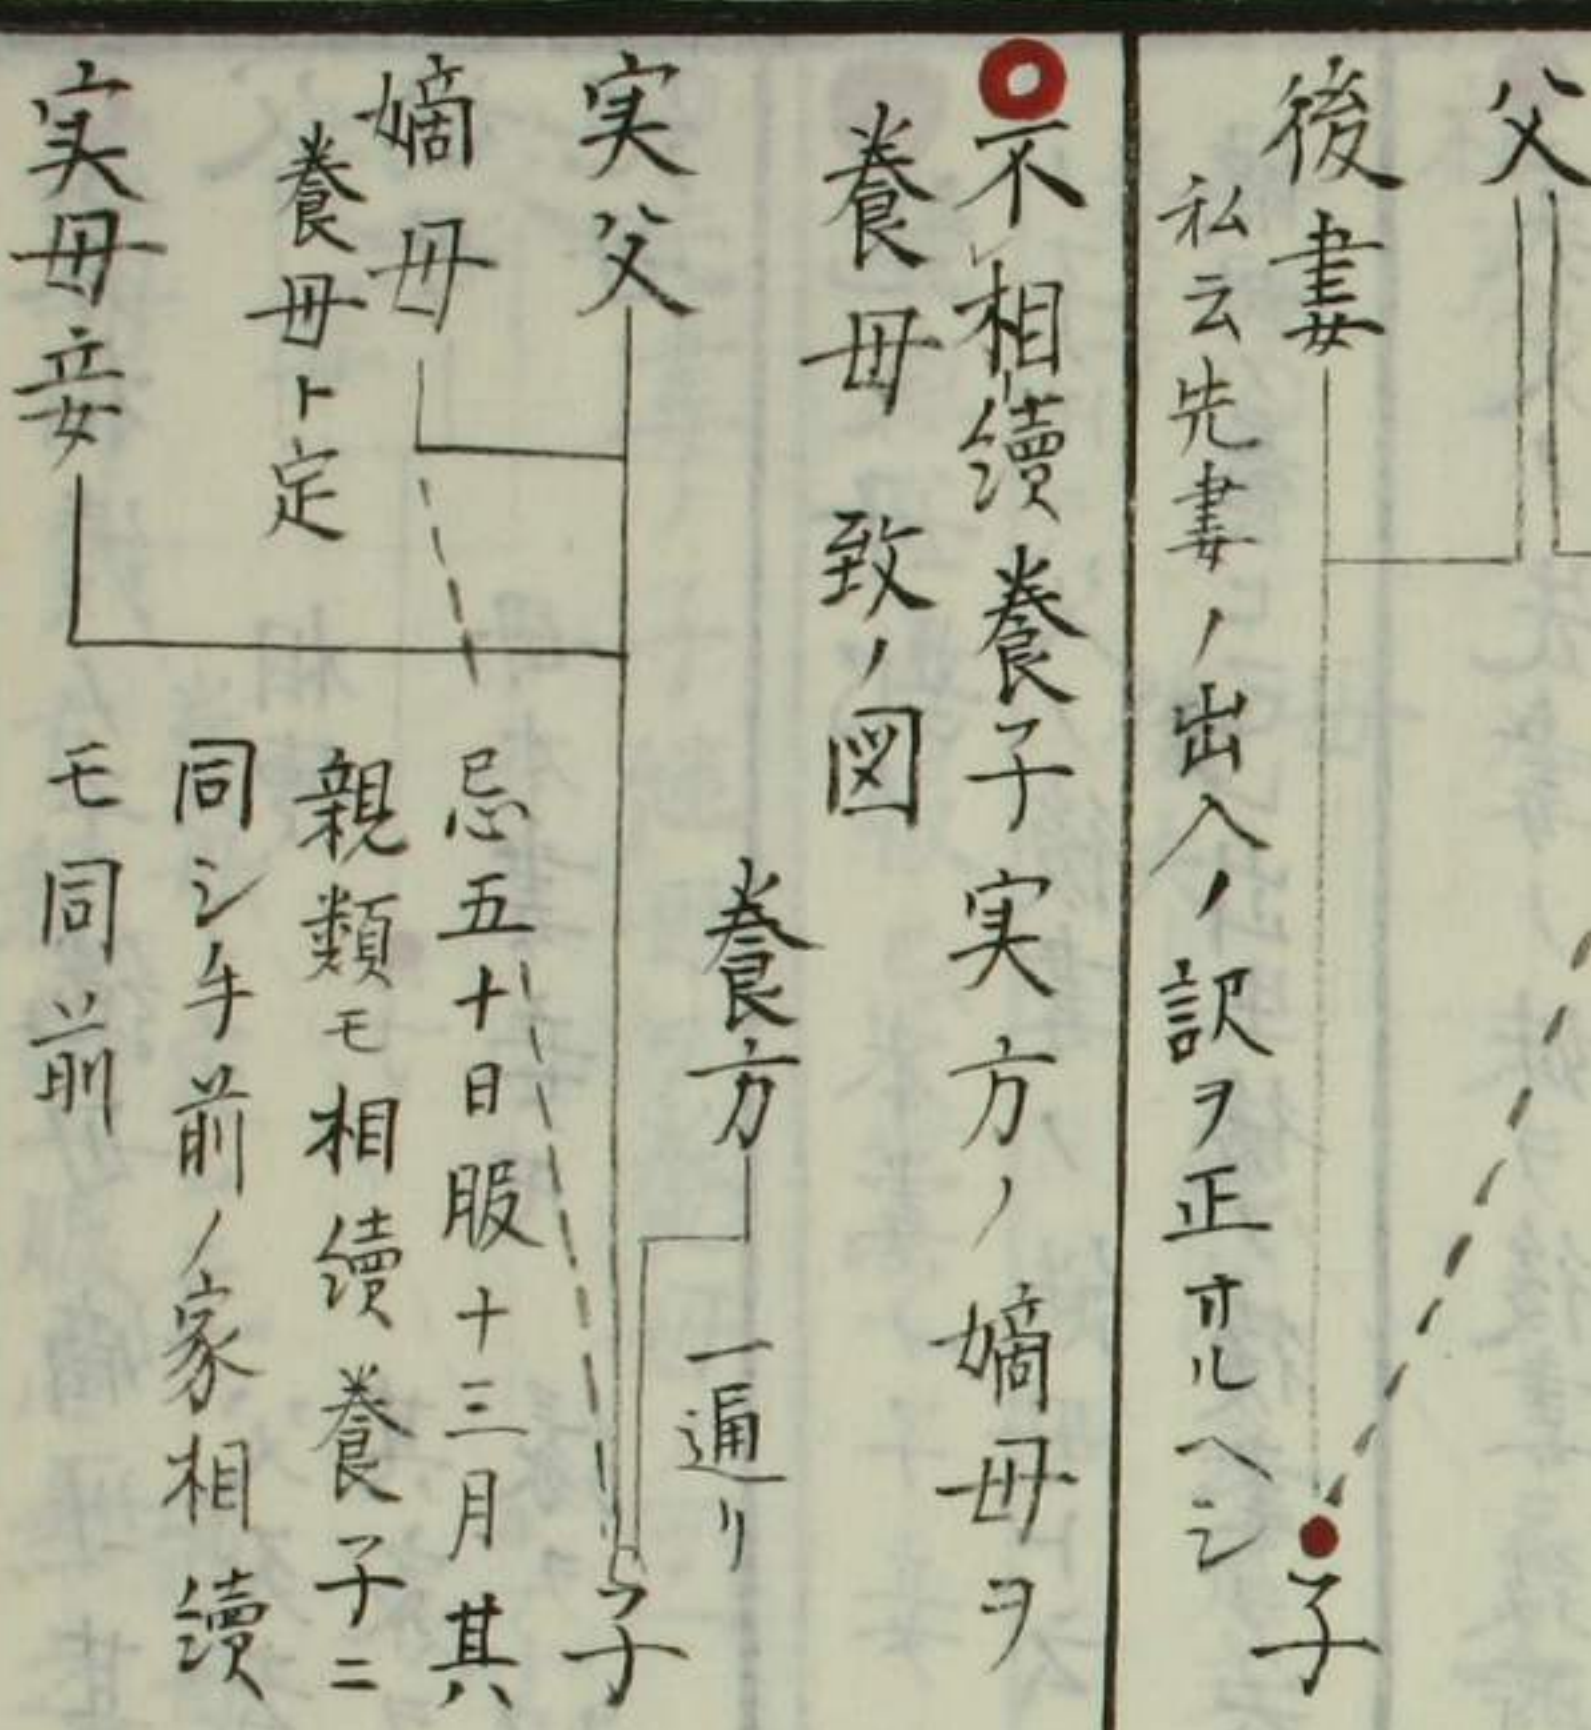 父
後妻
私云先妻ノ出入ノ訳ヲ正オルヘシ
子
不相續養子実方ノ嫡母ヲ
養母致ノ図
養方
一遍リ
実父
子
嫡母
養母ト定
忌五十日服十三月其
親類モ相續養子ニ
同シ手前ノ家相續
モ同前
実母妾